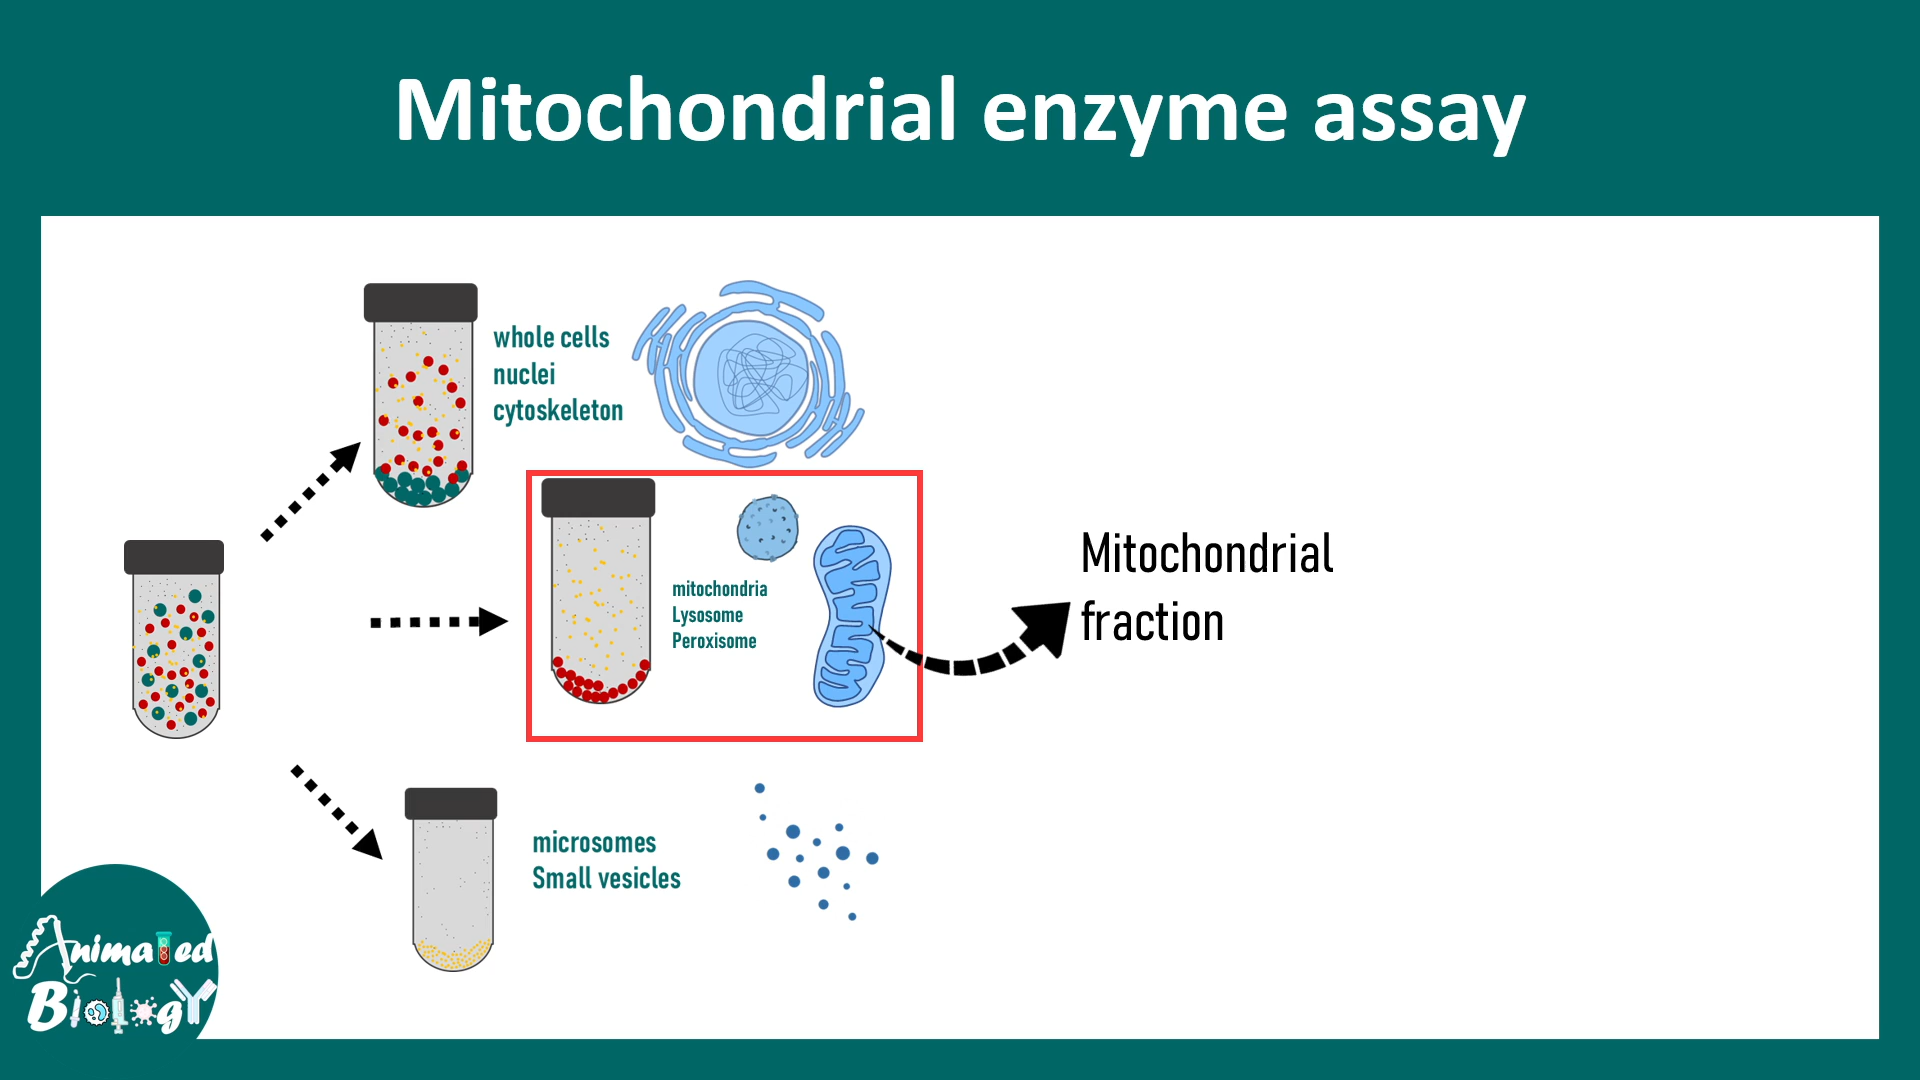 Mitochondrial enzyme assay
whole cells
nuclei
cytoskeleton
mitochondria
Lysosome
Peroxisome
Mitochondrial
fraction
microsomes
Small vesicles
Animated
Biology